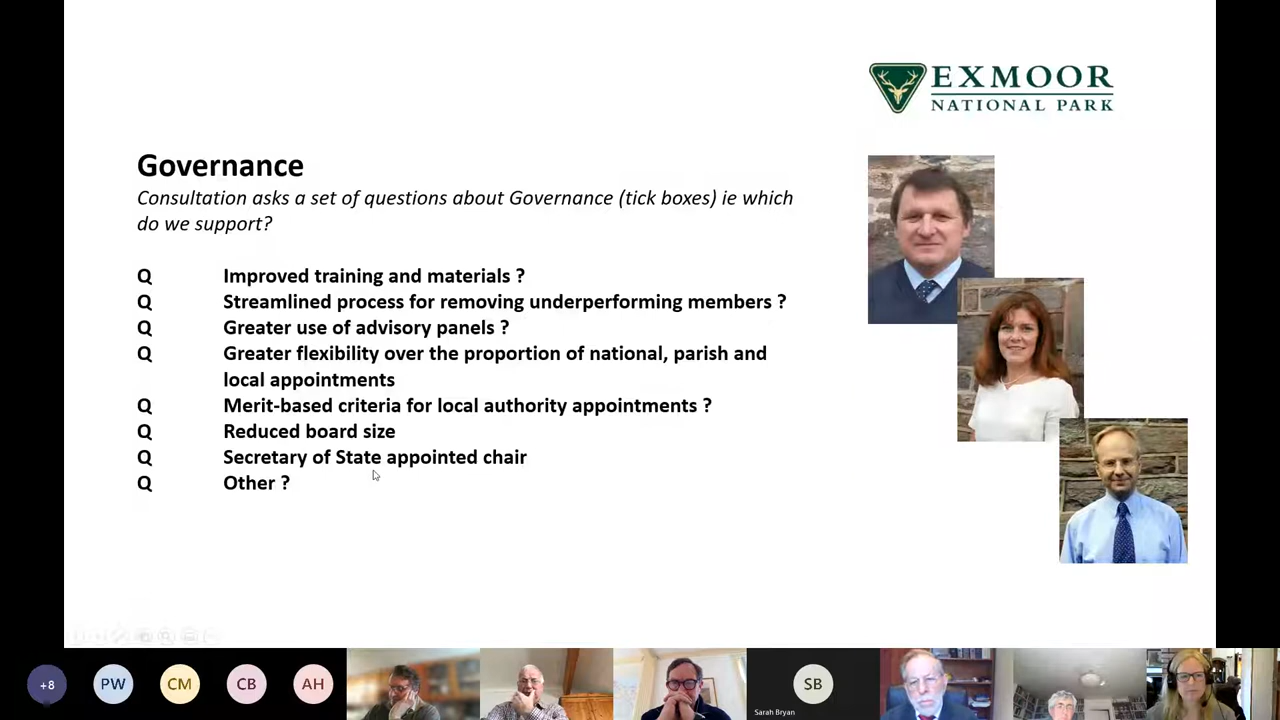 EXMOOR
NATIONAL PARK
Governance
Consultation asks a set of questions about Governance (tick boxes) ie which
do we support?
Q Improved training and materials ?
Q Streamlined process for removing underperforming members ?
Q Greater use of advisory panels ?
Q Greater flexibility over the proportion of national, parish and
local appointments
Q Merit-based criteria for local authority appointments ?
Q Reduced board size
Q Secretary of State appointed chair
Q Other ?
+8 PW CM CB AH SB
Sarah Bryan